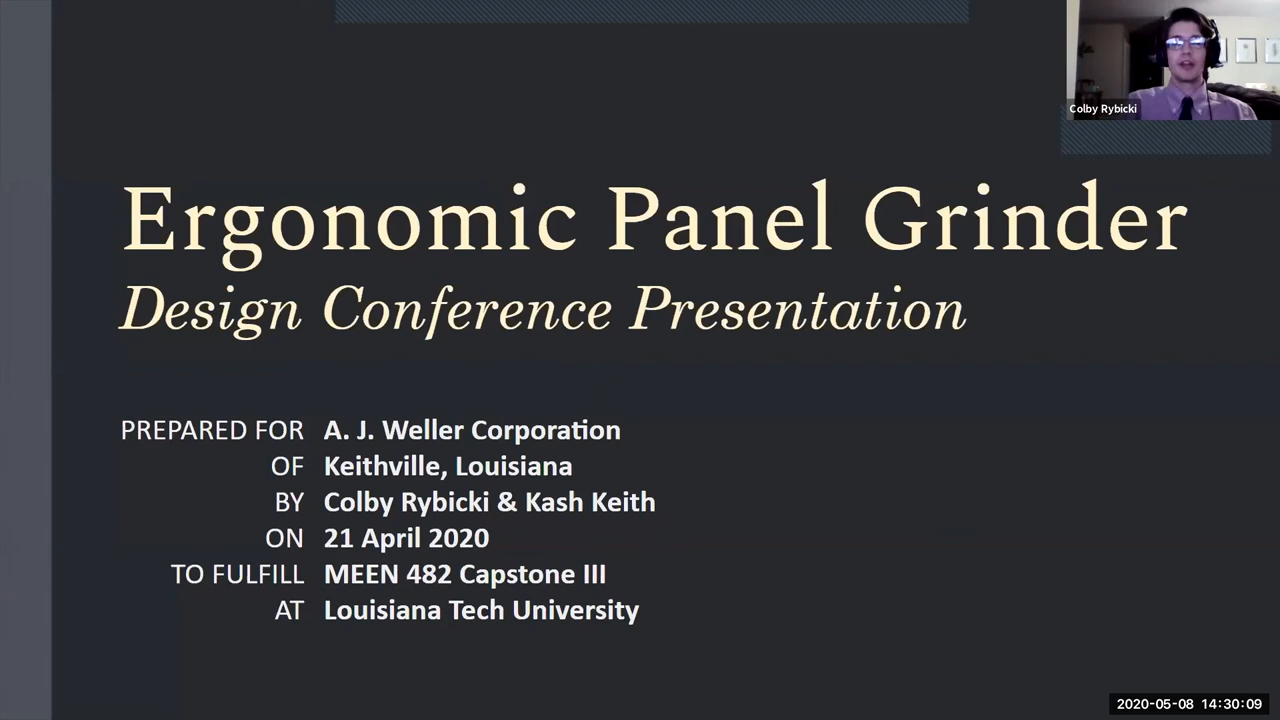 Colby Rybicki
Ergonomic Panel Grinder
Design Conference Presentation
PREPARED FOR A. J. Weller Corporation
OF Keithville, Louisiana
BY Colby Rybicki & Kash Keith
ON 21 April 2020
TO FULFILL MEEN 482 Capstone III
AT Louisiana Tech University
2020-05-08 14:30:09